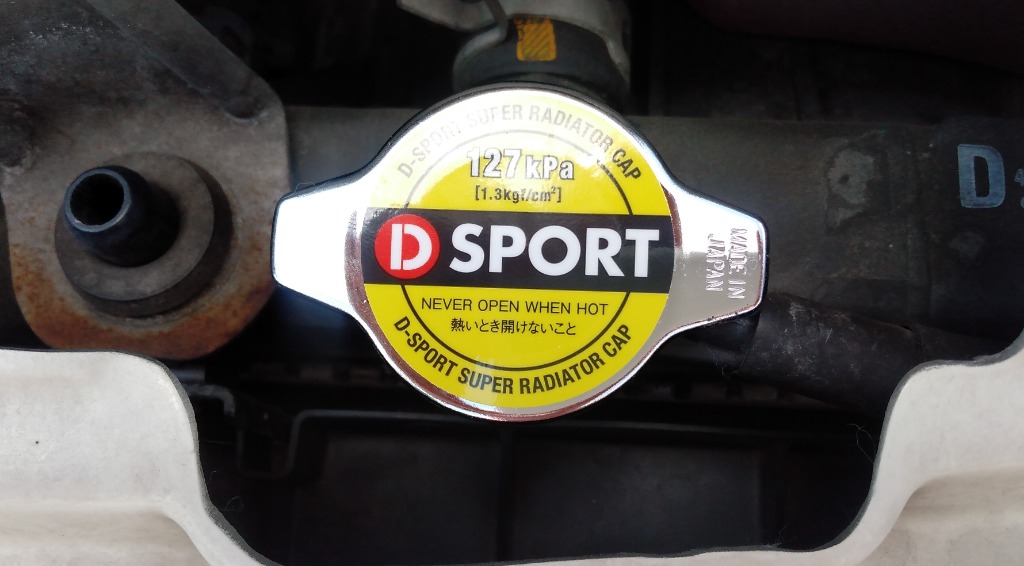 D-SPORT SUPER RADIATOR CAP
127 kPa
[1.3kgf/cm²]
D SPORT
NEVER OPEN WHEN HOT
熱いとき開けないこと
D-SPORT SUPER RADIATOR CAP
MADE IN
JAPAN
D